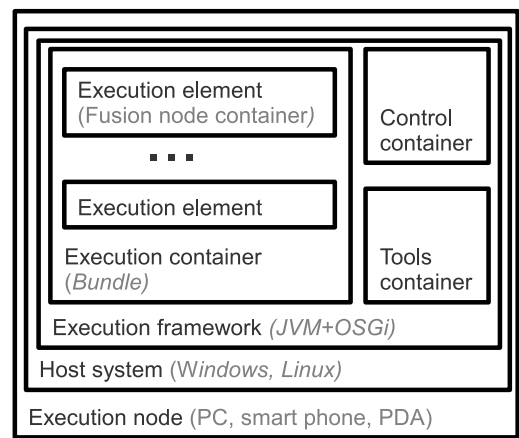 Execution element
(Fusion node container)
...
Execution element
Execution container
(Bundle)
Control
container
Tools
container
Execution framework (JVM+OSGi)
Host system (Windows, Linux)
Execution node (PC, smart phone, PDA)